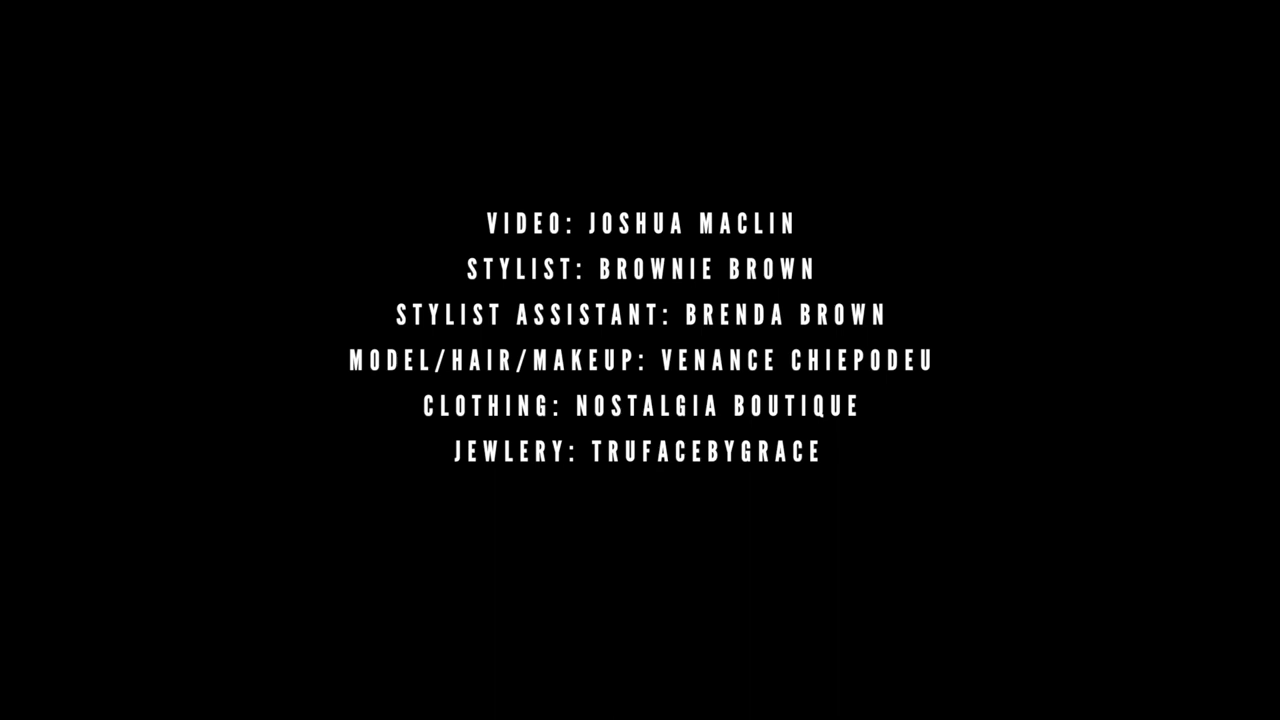 VIDEO: JOSHUA MACLIN
STYLIST: BROWNIE BROWN
STYLIST ASSISTANT: BRENDA BROWN
MODEL/HAIR/MAKEUP: VENANCE CHIEPODEU
CLOTHING: NOSTALGIA BOUTIQUE
JEWLERY: TRUFACEBYGRACE